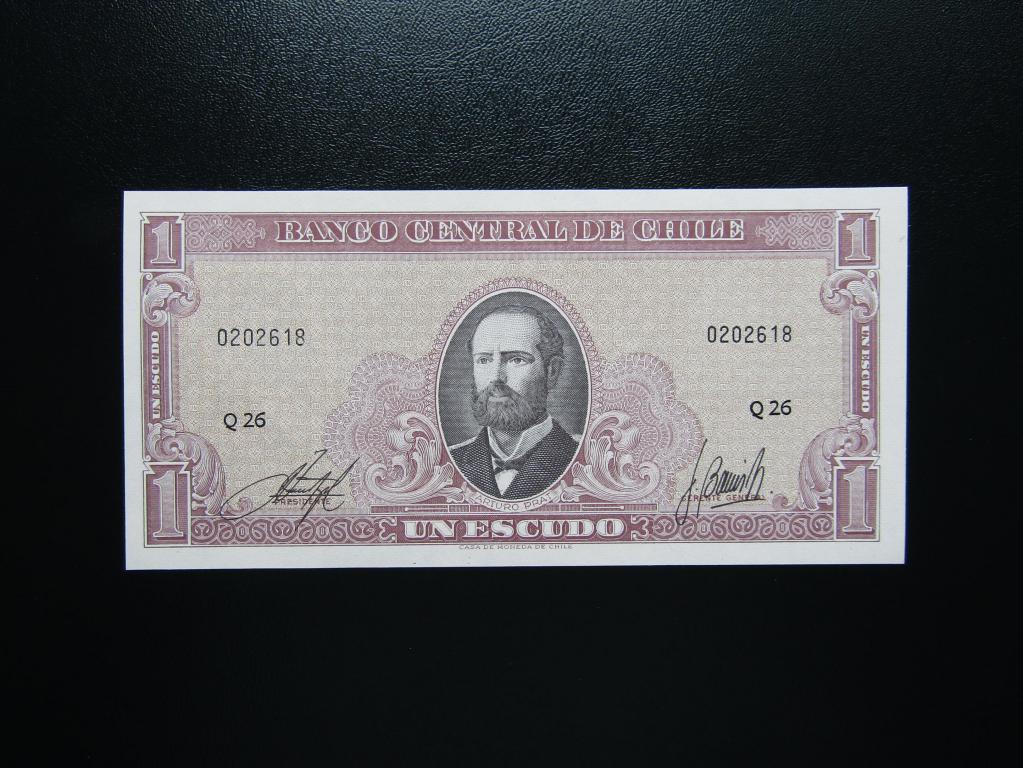 1 BANCO CENTRAL DE CHILE 1
UN ESCUDO
UN ESCUDO
0202618
0202618
Q 26
Q 26
PRESIDENTE
GERENTE GENERAL
ARTURO PRAT
1 UN ESCUDO 1
CASA DE MONEDA DE CHILE